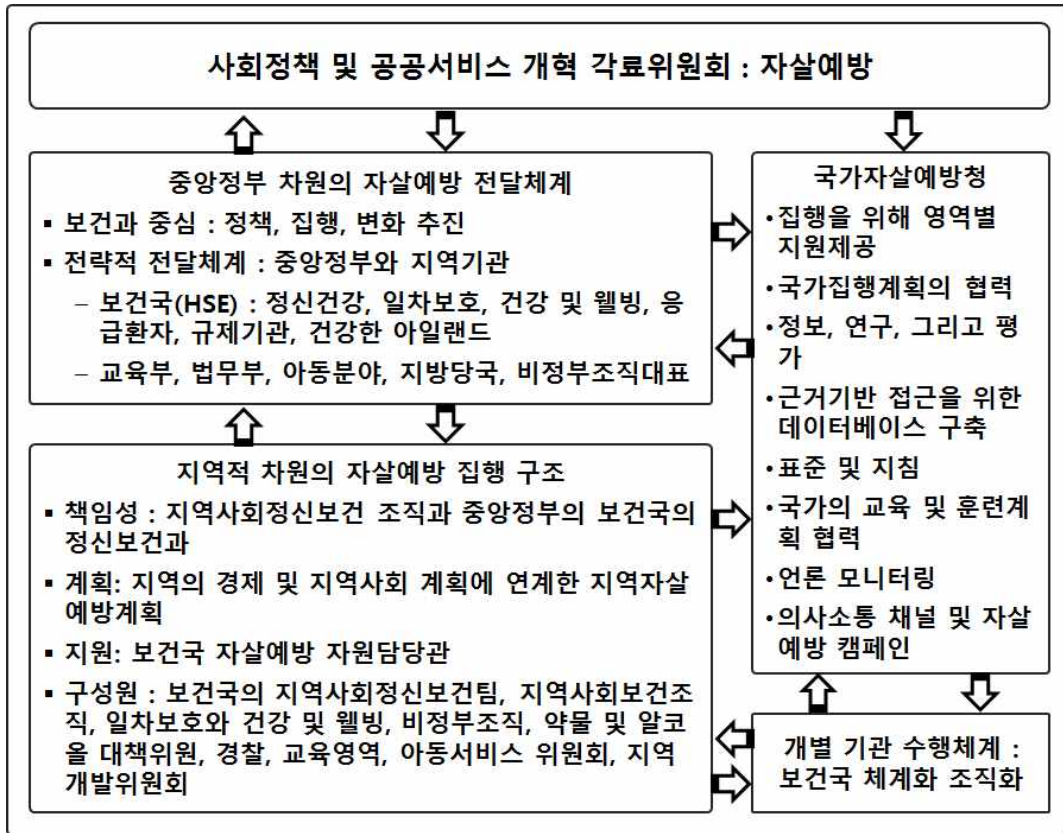 사회정책 및 공공서비스 개혁 각료위원회 : 자살예방
중앙정부 차원의 자살예방 전달체계
▪ 보건과 중심 : 정책, 집행, 변화 추진
▪ 전략적 전달체계 : 중앙정부와 지역기관
– 보건국(HSE) : 정신건강, 일차보호, 건강 및 웰빙, 응
급환자, 규제기관, 건강한 아일랜드
– 교육부, 법무부, 아동분야, 지방당국, 비정부조직대표
국가자살예방청
•집행을 위해 영역별
지원제공
•국가집행계획의 협력
•정보, 연구, 그리고 평
가
•근거기반 접근을 위한
데이터베이스 구축
•표준 및 지침
•국가의 교육 및 훈련계
획 협력
•언론 모니터링
•의사소통 채널 및 자살
예방 캠페인
지역적 차원의 자살예방 집행 구조
▪ 책임성 : 지역사회정신보건 조직과 중앙정부의 보건국의
정신보건과
▪ 계획: 지역의 경제 및 지역사회 계획에 연계한 지역자살
예방계획
▪ 지원: 보건국 자살예방 자원담당관
▪ 구성원 : 보건국의 지역사회정신보건팀, 지역사회보건조
직, 일차보호와 건강 및 웰빙, 비정부조직, 약물 및 알코
올 대책위원, 경찰, 교육영역, 아동서비스 위원회, 지역
개발위원회
개별 기관 수행체계 :
보건국 체계화 조직화